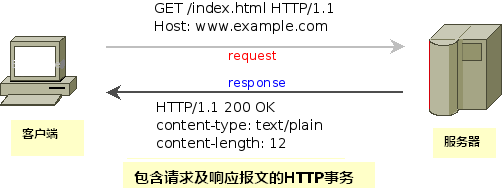 GET /index.html HTTP/1.1
Host: www.example.com
request
response
HTTP/1.1 200 OK
content-type: text/plain
content-length: 12
客户端
服务器
包含请求及响应报文的HTTP事务